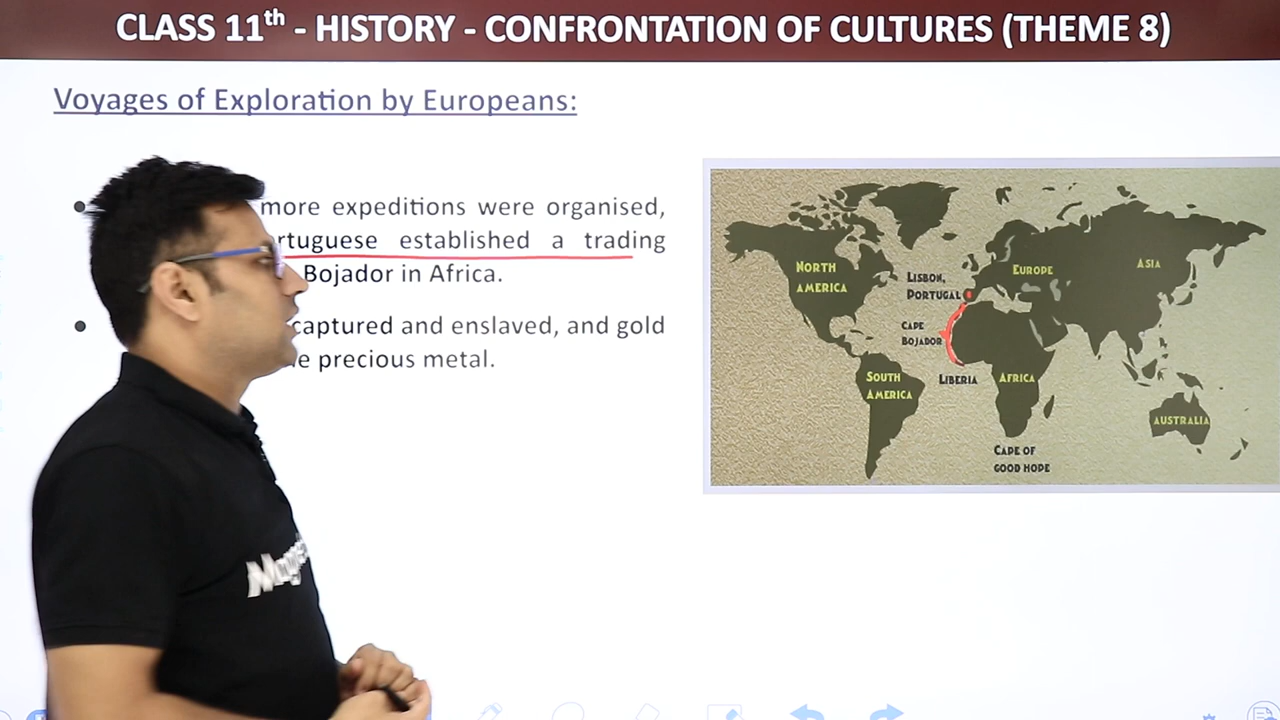 CLASS 11th - HISTORY - CONFRONTATION OF CULTURES (THEME 8)
Voyages of Exploration by Europeans:
more expeditions were organised,
established a trading
Bojador in Africa.
captured and enslaved, and gold
precious metal.
NORTH
AMERICA
LISBON,
PORTUGAL
EUROPE
ASIA
CAPE
BOJADOR
LIBERIA
SOUTH
AMERICA
AFRICA
AUSTRALIA
CAPE OF
GOOD HOPE